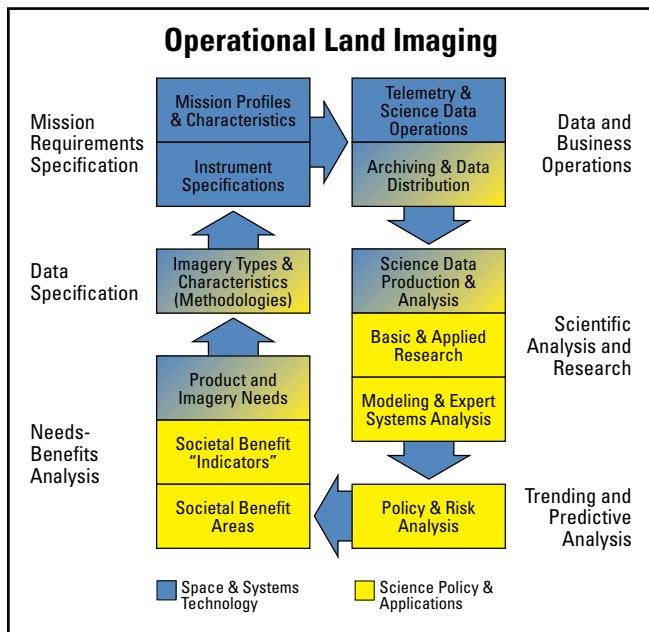 Operational Land Imaging
Mission
Requirements
Specification
Mission Profiles
& Characteristics
Instrument
Specifications
Telemetry &
Science Data
Operations
Archiving & Data
Distribution
Data and
Business
Operations
Data
Specification
Imagery Types &
Characteristics
(Methodologies)
Science Data
Production &
Analysis
Basic & Applied
Research
Modeling & Expert
Systems Analysis
Scientific
Analysis and
Research
Needs-
Benefits
Analysis
Product and
Imagery Needs
Societal Benefit
“Indicators”
Societal Benefit
Areas
Policy & Risk
Analysis
Trending and
Predictive
Analysis
Space & Systems
Technology
Science Policy &
Applications